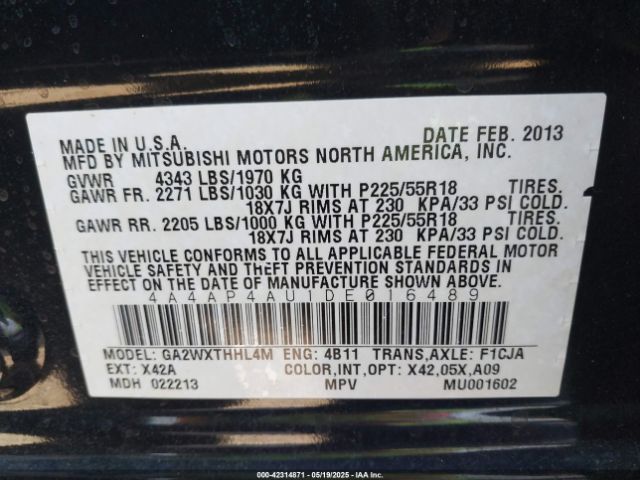 MADE IN U.S.A. DATE FEB. 2013
MFD BY MITSUBISHI MOTORS NORTH AMERICA, INC.
GVWR 4343 LBS/1970 KG
GAWR FR. 2271 LBS/1030 KG WITH P225/55R18 TIRES.
18X7J RIMS AT 230 KPA/33 PSI COLD.
GAWR RR. 2205 LBS/1000 KG WITH P225/55R18 TIRES.
18X7J RIMS AT 230 KPA/33 PSI COLD.
THIS VEHICLE CONFORMS TO ALL APPLICABLE FEDERAL MOTOR
VEHICLE SAFETY AND THEFT PREVENTION STANDARDS IN
EFFECT ON THE DATE OF MANUFACTURE SHOWN ABOVE.
4A4AP4AU1DE016489
MODEL: GA2WXTHHL4M ENG: 4B11 TRANS,AXLE: F1CJA
EXT: X42A COLOR,INT,OPT: X42,05X,A09
MDH 022213 MPV MU001602
000-42314871 - 05/19/2025 - IAA Inc.